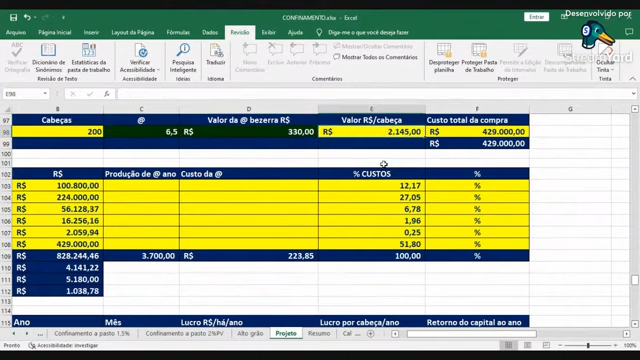 CONFINAMENTO.xlsx - Excel
Entrar
Desenvolvido por
StreamYard
Arquivo Página Inicial Inserir Layout da Página Fórmulas Dados Revisão Exibir Ajuda Diga-me o que você deseja fazer
Verificar Ortografia
Dicionário de Sinônimos
Estatísticas da pasta de trabalho
Verificar Acessibilidade
Pesquisa Inteligente
Traduzir
Novo Comentário
Excluir
Anterior
Próximo
Mostrar/Ocultar Comentário
Mostrar Todos os Comentários
Desproteger planilha
Proteger Pasta de Trabalho
Ocultar Tinta
Revisão de Texto Acessibilidade Ideias Idioma Comentários Proteger Tinta
E98
B C D E F G
97 Cabeças @ Valor da @ bezerra R$ Valor R$/cabeça Custo total da compra
98 200 6,5 R$ 330,00 R$ 2.145,00 R$ 429.000,00
99 R$ 429.000,00
100
101
102 R$ Produção de @ ano Custo da @ % CUSTOS %
103 R$ 100.800,00 12,17 %
104 R$ 224.000,00 27,05 %
105 R$ 56.128,37 6,78 %
106 R$ 16.256,16 1,96 %
107 R$ 2.059,94 0,25 %
108 R$ 429.000,00 51,80 %
109 R$ 828.244,46 3.700,00 R$ 223,85 100,00 %
110 R$ 4.141,22
111 R$ 5.180,00
112 R$ 1.038,78
113
114
115 Ano Mês Lucro R$/há/ano Lucro por cabeça/ano Retorno do capital ao ano
... Confinamento a pasto 1,5% Confinamento a pasto 2%PV Alto grão Projeto Resumo Cal ...
Pronto Acessibilidade: investigar 100%